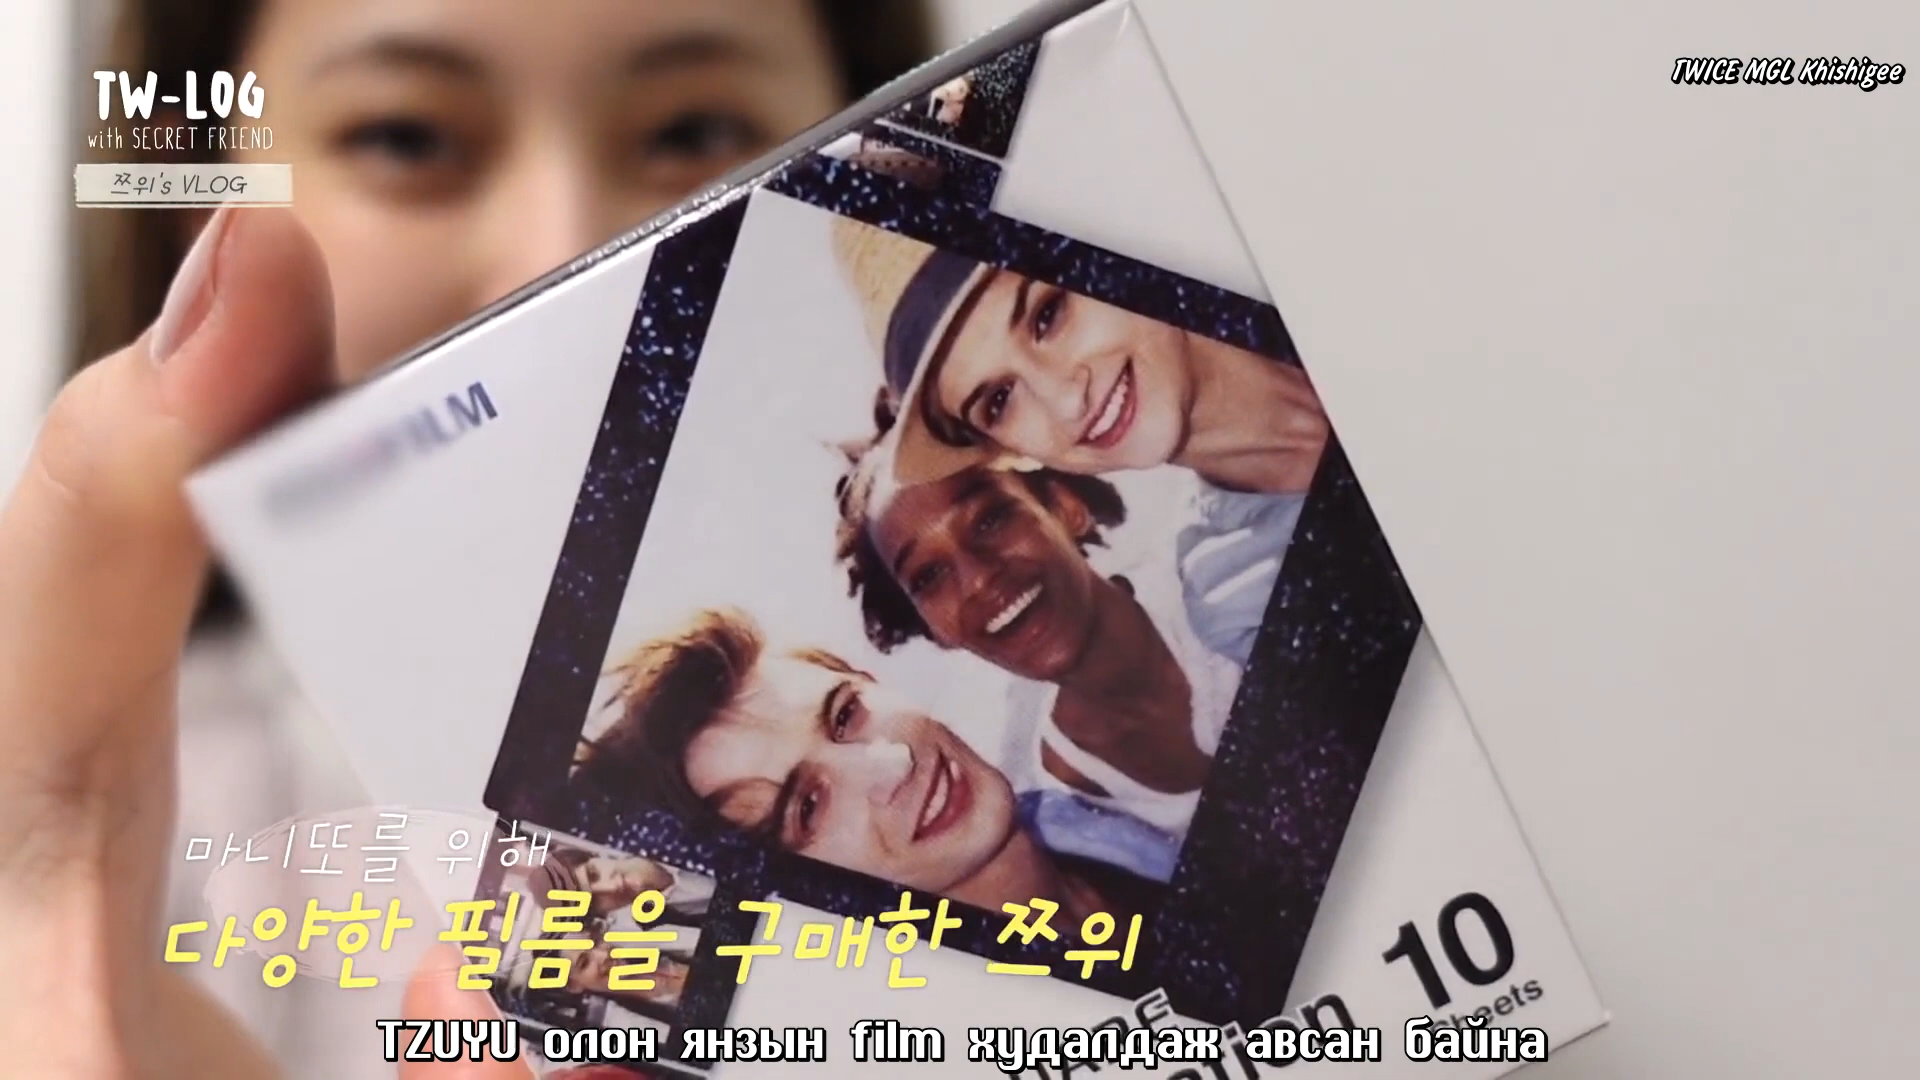 TW-LOG
with SECRET FRIEND
쯔위's VLOG
TWICE MGL Khishigee
PRODUCT NO.
FILM
마니또를 위해
다양한 필름을 구매한 쯔위
10
Sheets
TZUYU олон янзын film худалдаж авсан байна